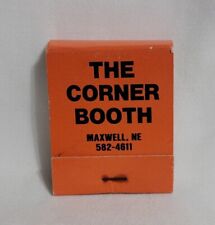 THE
CORNER
BOOTH
MAXWELL, NE
582-4611